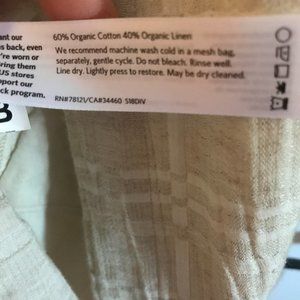 ant our
s back, even
're worn or
ring them
US stores
pport our
ck program.
60% Organic Cotton 40% Organic Linen
We recommend machine wash cold in a mesh bag,
separately, gentle cycle. Do not bleach. Rinse well.
Line dry. Lightly press to restore. May be dry cleaned.
RN#78121/CA#34460 S18DIV